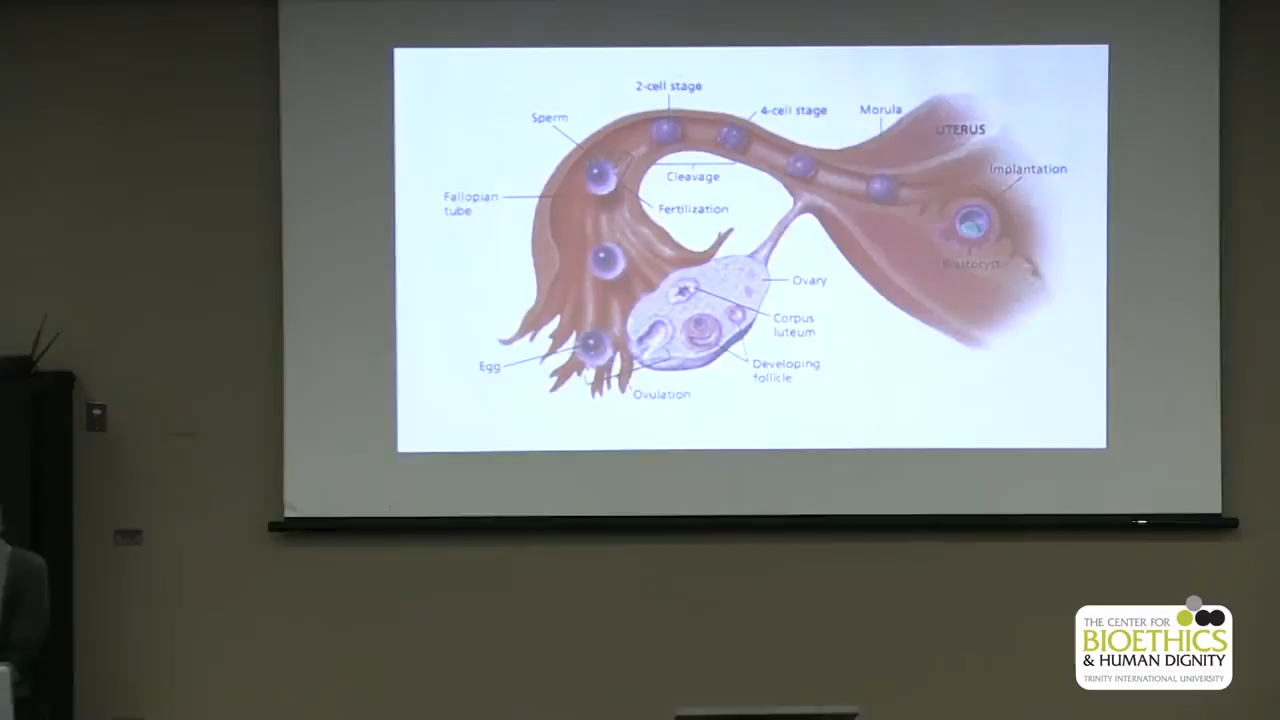 2-cell stage
4-cell stage
Morula
Sperm
UTERUS
Implantation
Cleavage
Fallopian
tube
Fertilization
Blastocyst
Ovary
Corpus
luteum
Egg
Developing
follicle
Ovulation
THE CENTER FOR
BIOETHICS
& HUMAN DIGNITY
TRINITY INTERNATIONAL UNIVERSITY